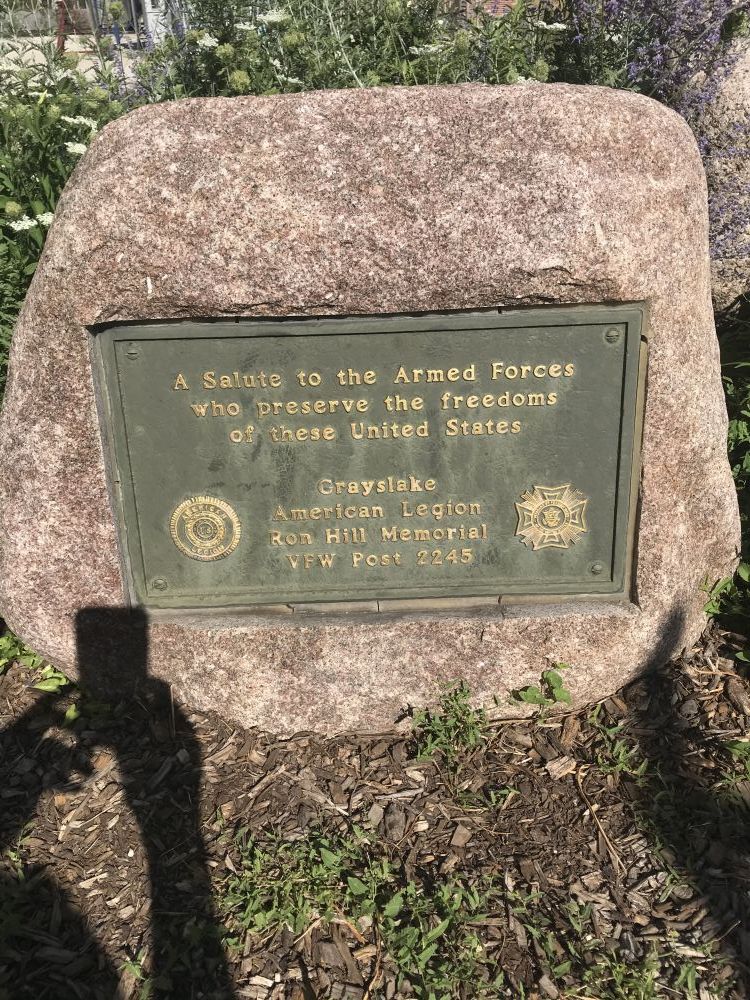 A Salute to the Armed Forces
who preserve the freedoms
of these United States
Grayslake
American Legion
Ron Hill Memorial
VFW Post 2245